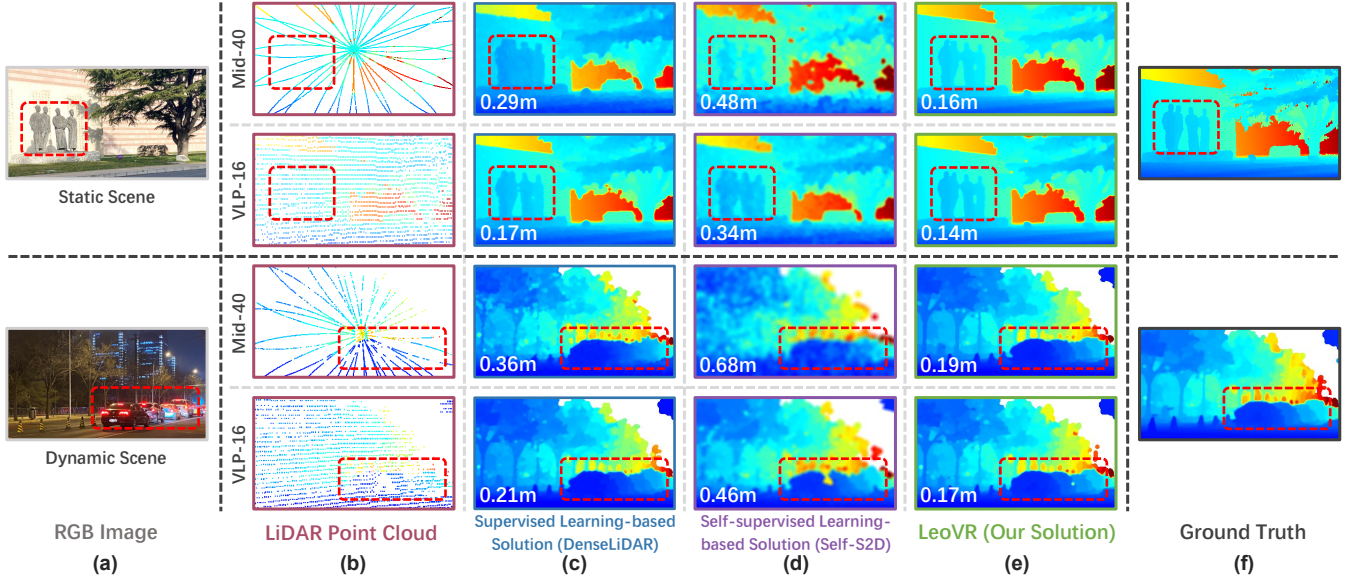 Mid-40
0.29m
0.48m
0.16m
Static Scene
VLP-16
0.17m
0.34m
0.14m
Mid-40
0.36m
0.68m
0.19m
Dynamic Scene
VLP-16
0.21m
0.46m
0.17m
RGB Image
LiDAR Point Cloud
Supervised Learning-based
Solution (DenseLiDAR)
Self-supervised Learning-
based Solution (Self-S2D)
LeoVR (Our Solution)
Ground Truth
(a)
(b)
(c)
(d)
(e)
(f)